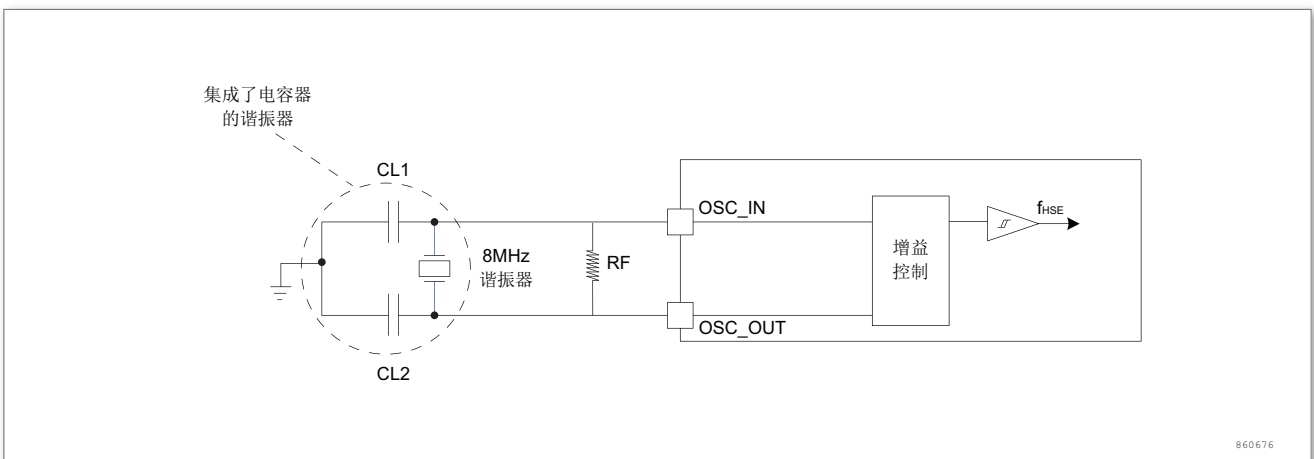 集成了电容器
的谐振器
CL1
OSC_IN
fHSE
8MHz
谐振器
RF
增益
控制
OSC_OUT
CL2
860676